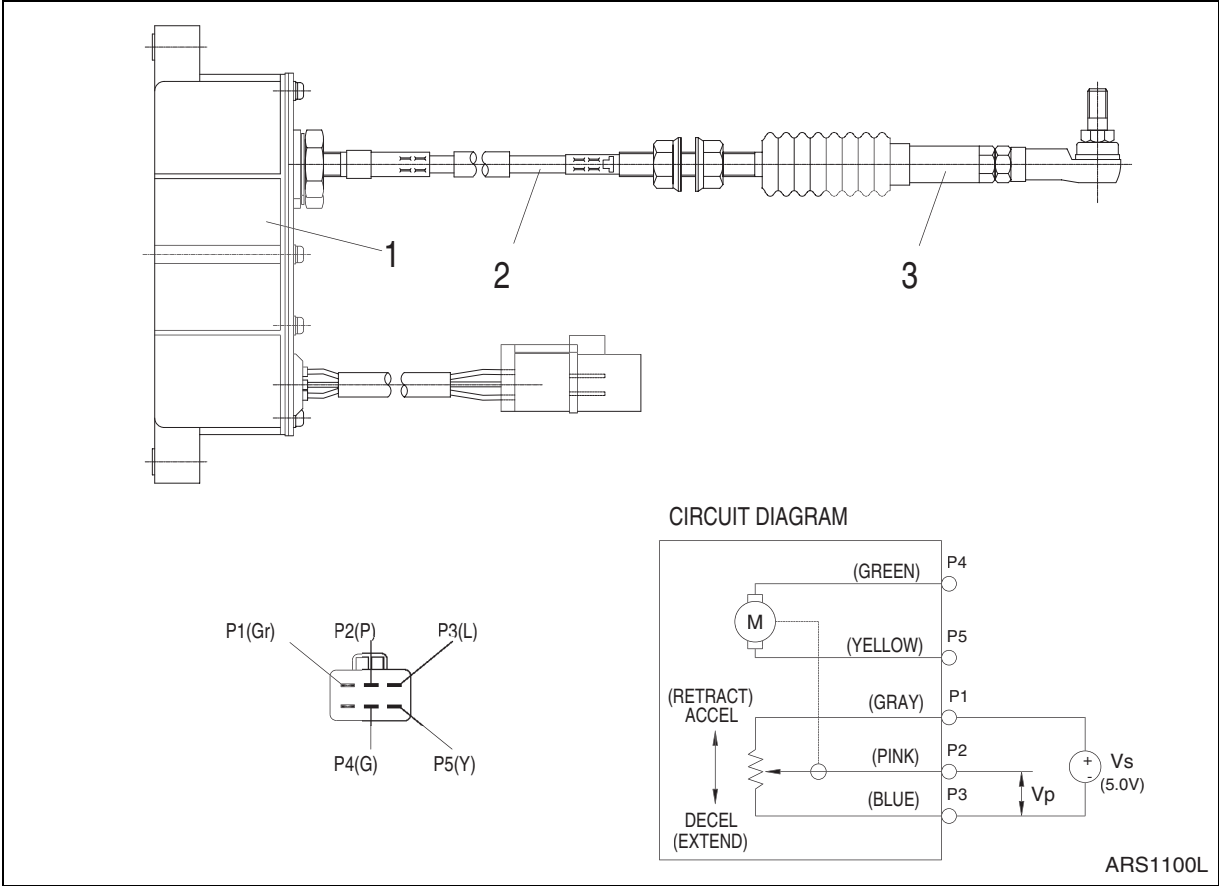 1
2
3
CIRCUIT DIAGRAM
P1(Gr) P2(P) P3(L)
P4(G) P5(Y)
(GREEN) P4
M
(YELLOW) P5
(RETRACT)
ACCEL
(GRAY) P1
(PINK) P2
(BLUE) P3
DECEL
(EXTEND)
+
-
Vs
(5.0V)
Vp
ARS1100L